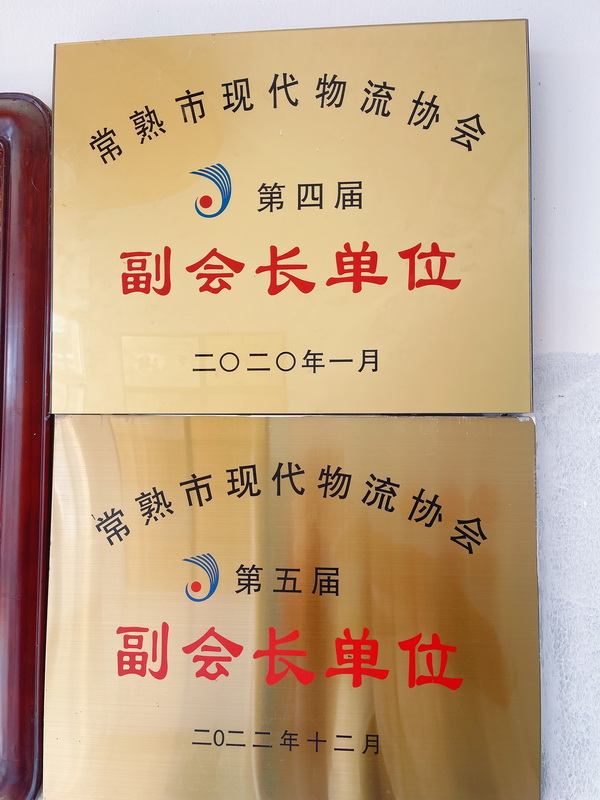 常熟市现代物流协会
第四届
副会长单位
二〇二〇年一月
常熟市现代物流协会
第五届
副会长单位
二0二二年十二月